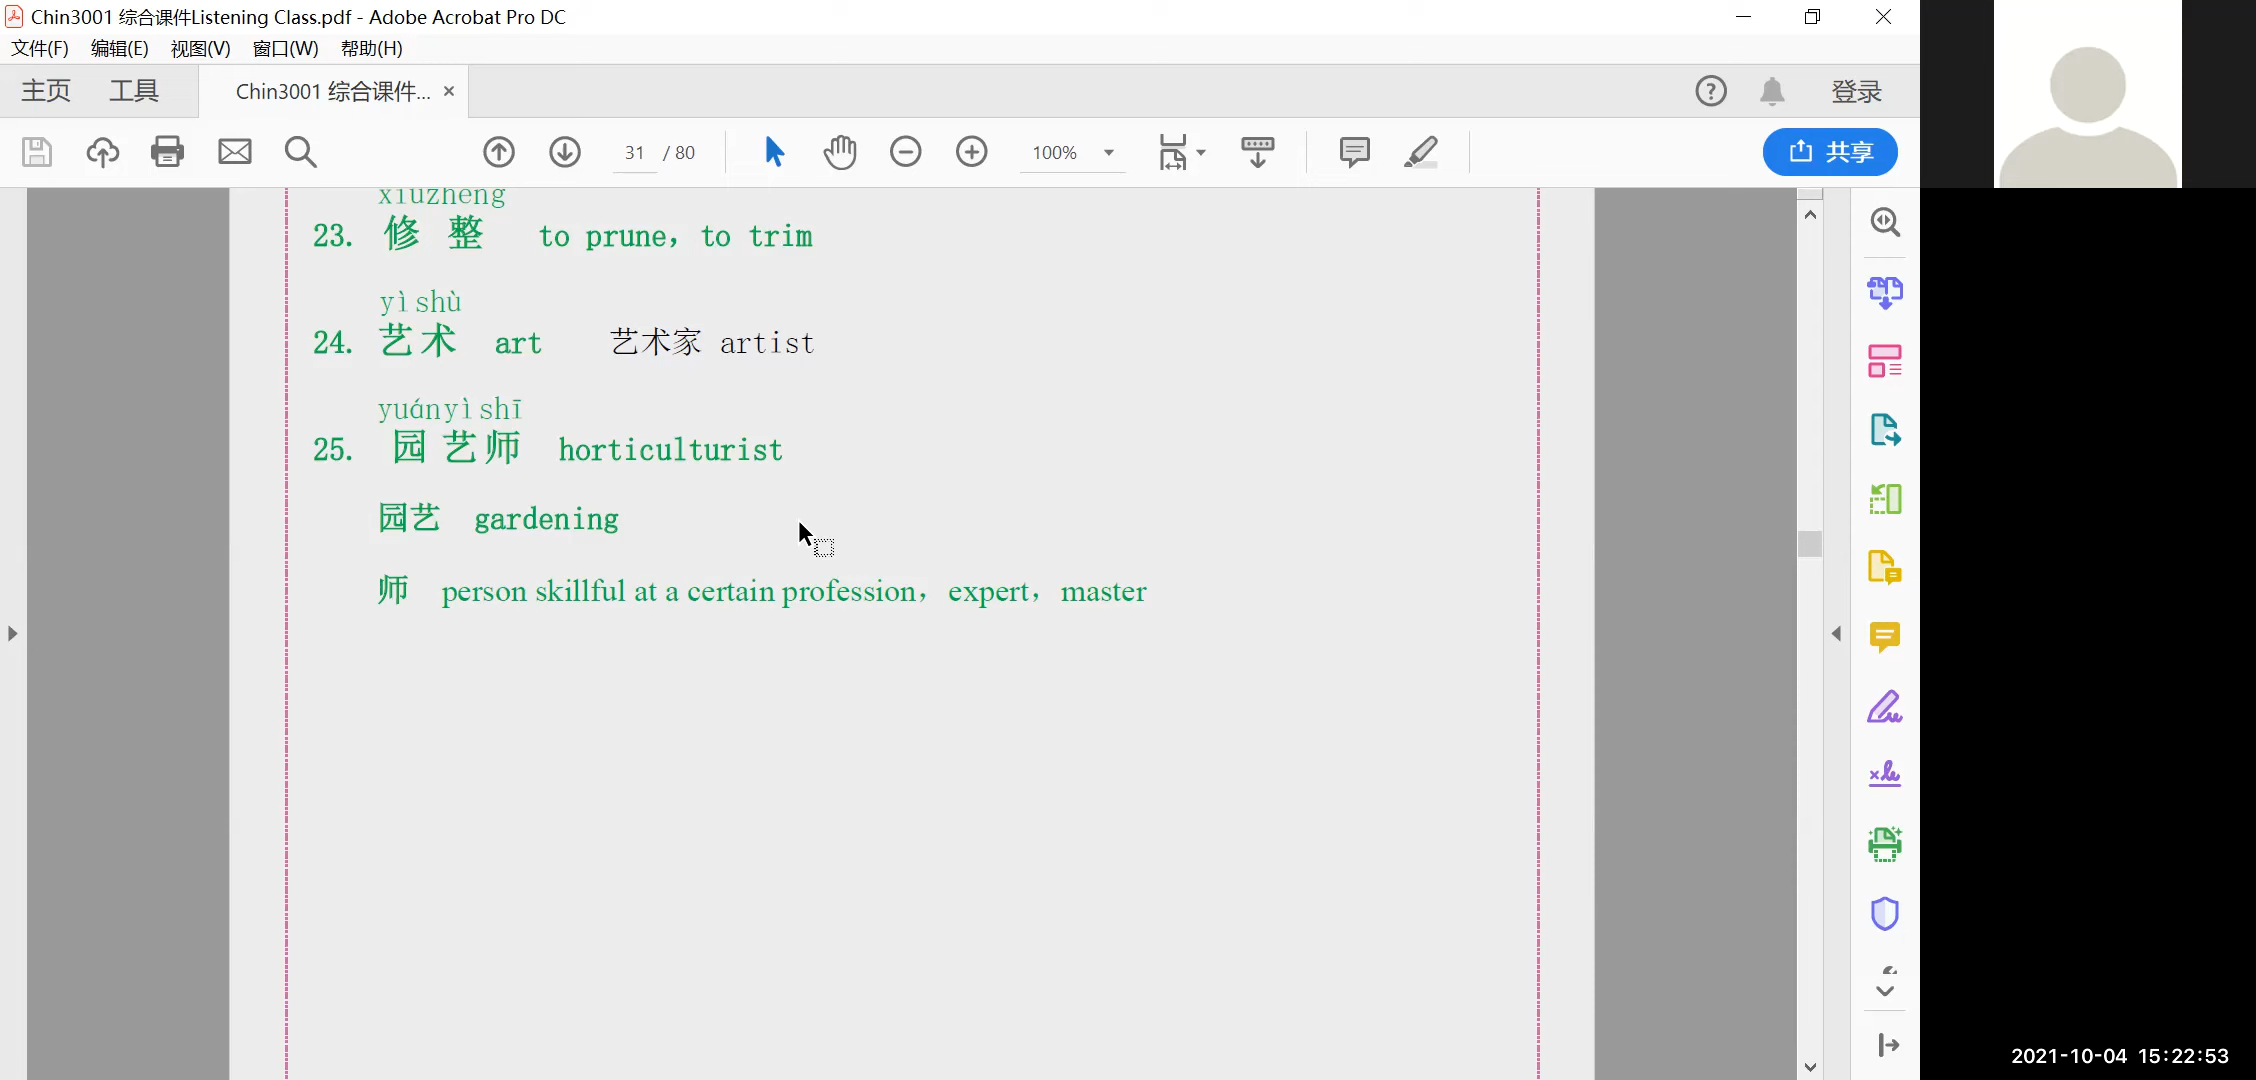 Chin3001 综合课件Listening Class.pdf - Adobe Acrobat Pro DC
文件(F) 编辑(E) 视图(V) 窗口(W) 帮助(H)
主页 工具 Chin3001 综合课件... × 登录
31 / 80 100% 共享
xiūzhěng
23. 修 整 to prune, to trim
yìshù
24. 艺术 art 艺术家 artist
yuányìshī
25. 园 艺师 horticulturist
园艺 gardening
师 person skillful at a certain profession, expert, master
2021-10-04 15:22:53